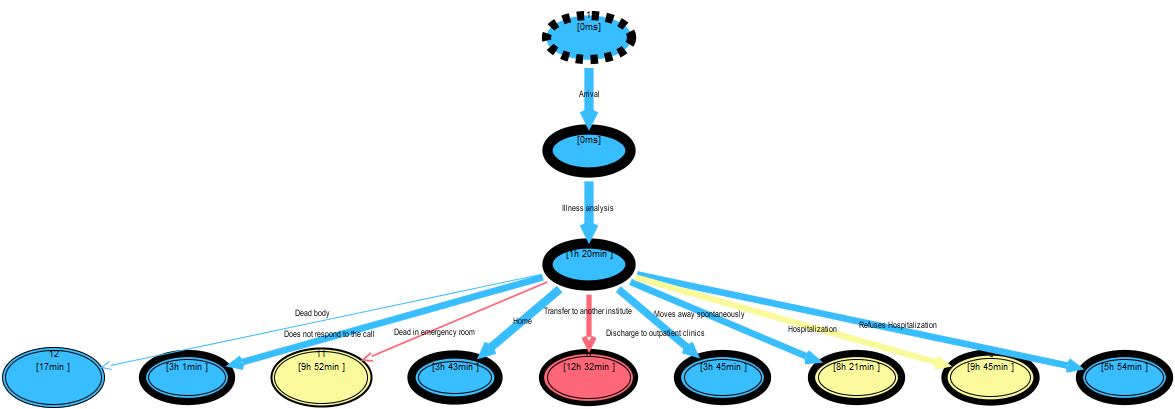 [0ms]
Arrival
[0ms]
Illness analysis
[1h 20min ]
Dead body
Does not respond to the call
Dead in emergency room
Home
Transfer to another institute
Discharge to outpatient clinics
Moves away spontaneously
Hospitalization
Refuses Hospitalization
12
[17min ]
[3h 1min ]
11
[9h 52min ]
[3h 43min ]
[12h 32min ]
[3h 45min ]
[8h 21min ]
[9h 45min ]
[5h 54min ]